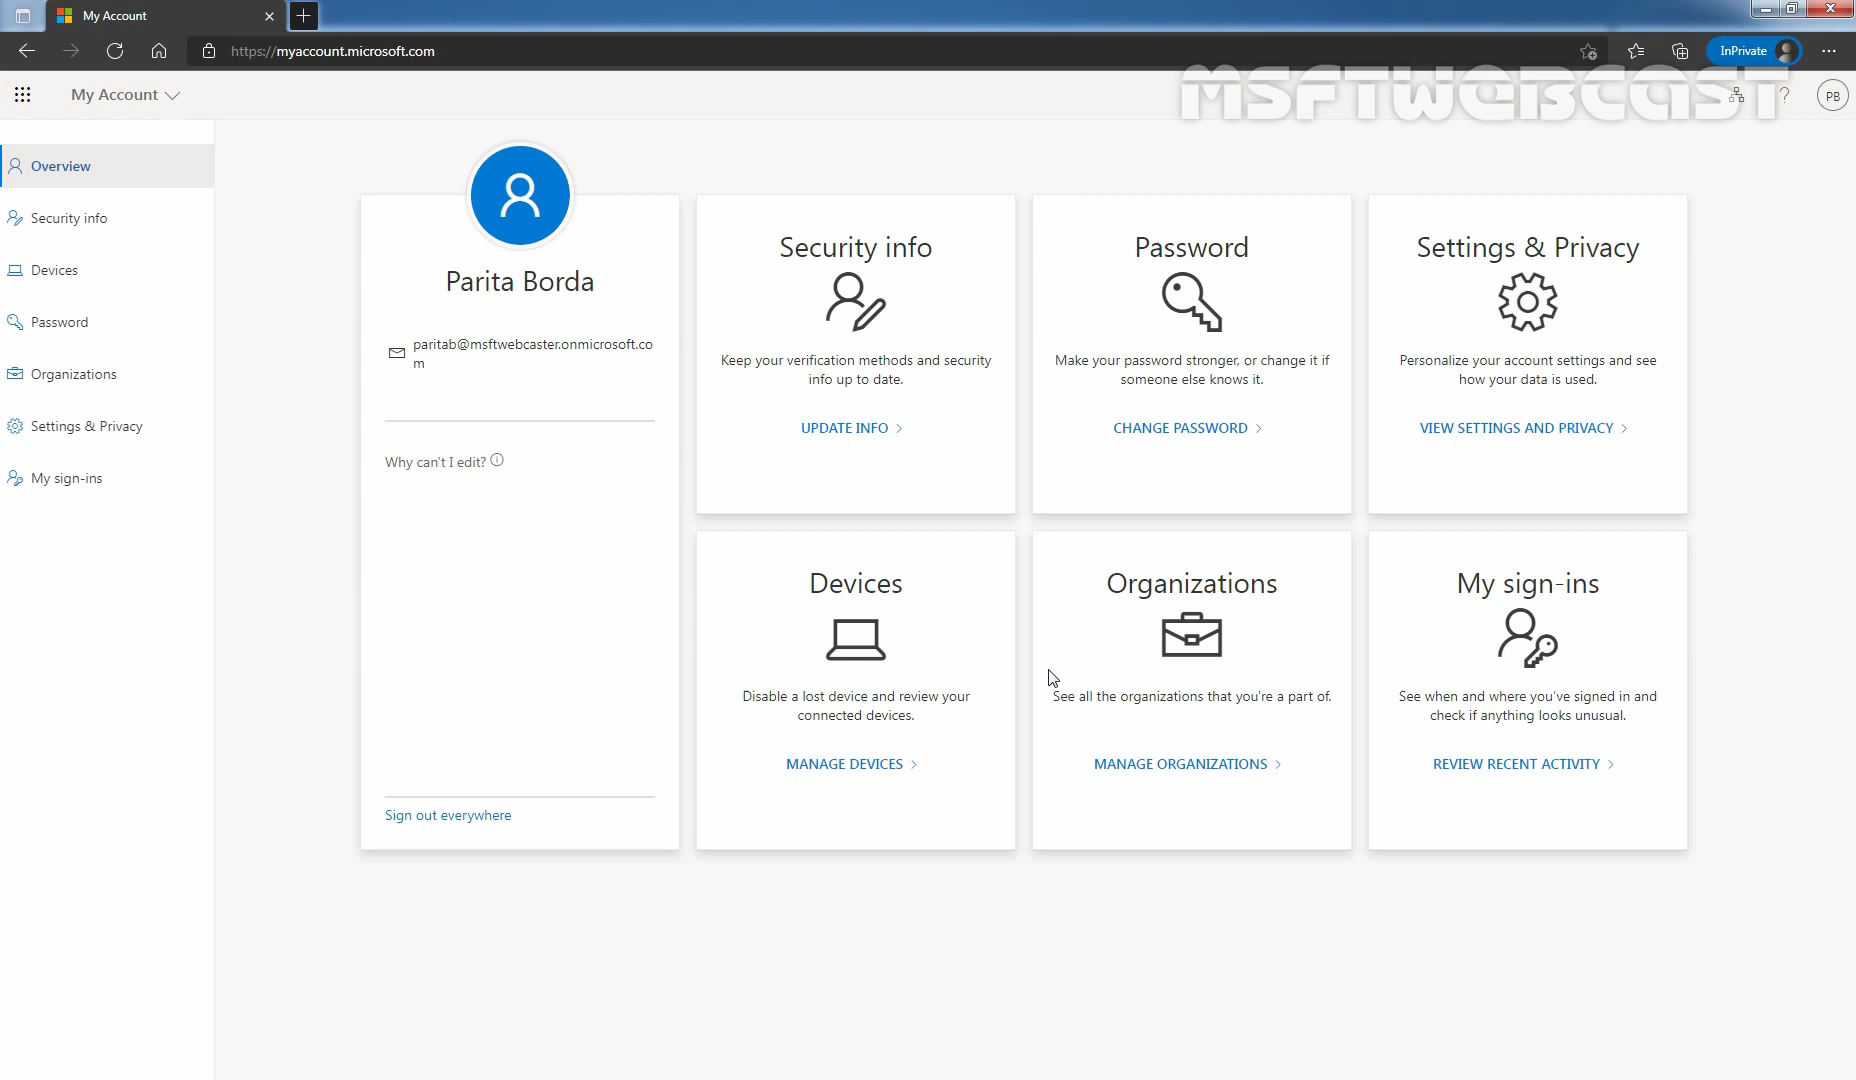 My Account
https://myaccount.microsoft.com
InPrivate
My Account
MSFTWEBCAST
?
PB
Overview
Security info
Devices
Password
Organizations
Settings & Privacy
My sign-ins
Parita Borda
paritab@msftwebcaster.onmicrosoft.co
m
Why can't I edit?
Sign out everywhere
Security info
Keep your verification methods and security
info up to date.
UPDATE INFO
Password
Make your password stronger, or change it if
someone else knows it.
CHANGE PASSWORD
Settings & Privacy
Personalize your account settings and see
how your data is used.
VIEW SETTINGS AND PRIVACY
Devices
Disable a lost device and review your
connected devices.
MANAGE DEVICES
Organizations
See all the organizations that you're a part of.
MANAGE ORGANIZATIONS
My sign-ins
See when and where you've signed in and
check if anything looks unusual.
REVIEW RECENT ACTIVITY